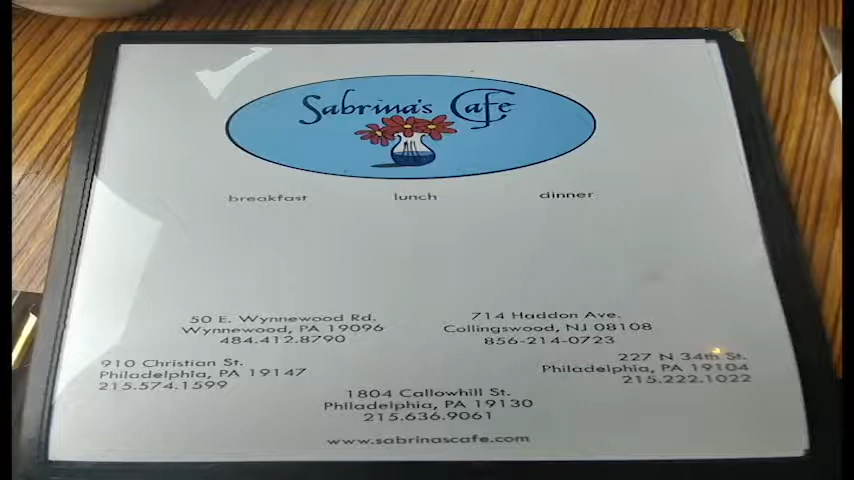 Sabrina's Cafe
breakfast lunch dinner
50 E. Wynnewood Rd.
Wynnewood, PA 19096
484.412.8790
714 Haddon Ave.
Collingswood, NJ 08108
856-214-0723
910 Christian St.
Philadelphia, PA 19147
215.574.1599
227 N 34th St.
Philadelphia, PA 19104
215.222.1022
1804 Callowhill St.
Philadelphia, PA 19130
215.636.9061
www.sabrinascafe.com